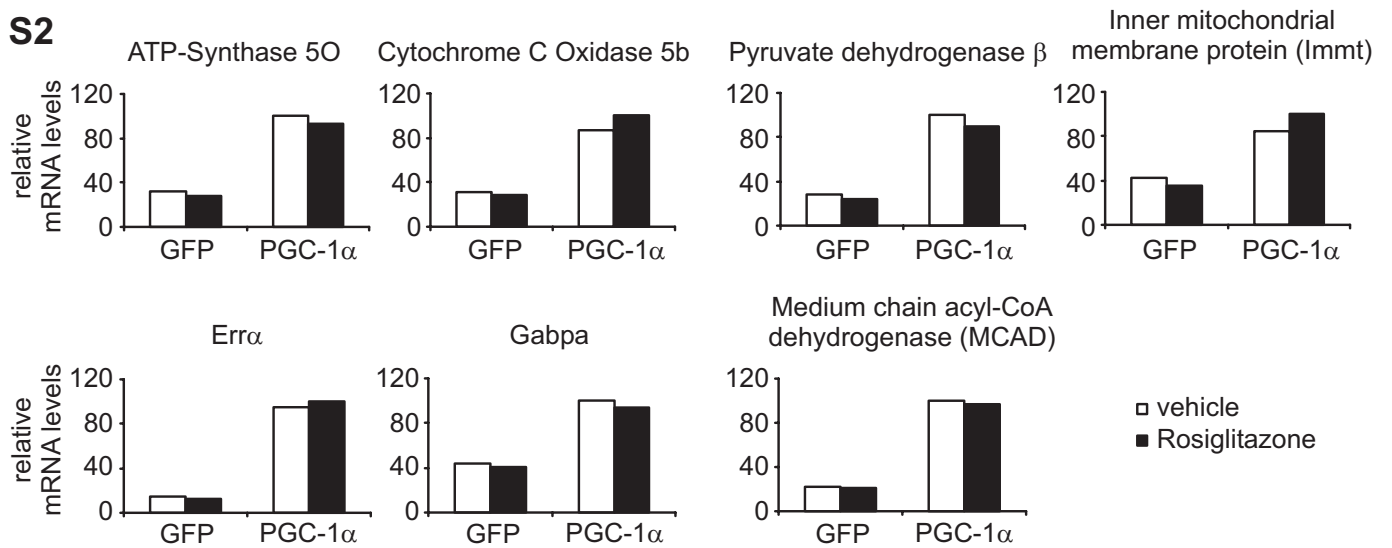 S2
ATP-Synthase 5O
Cytochrome C Oxidase 5b
Pyruvate dehydrogenase β
Inner mitochondrial
membrane protein (Immt)
relative
mRNA levels
120
80
40
0
GFP PGC-1α
120
80
40
0
GFP PGC-1α
120
80
40
0
GFP PGC-1α
120
80
40
0
GFP PGC-1α
Errα
Gabpa
Medium chain acyl-CoA
dehydrogenase (MCAD)
relative
mRNA levels
120
80
40
0
GFP PGC-1α
120
80
40
0
GFP PGC-1α
120
80
40
0
GFP PGC-1α
vehicle
Rosiglitazone